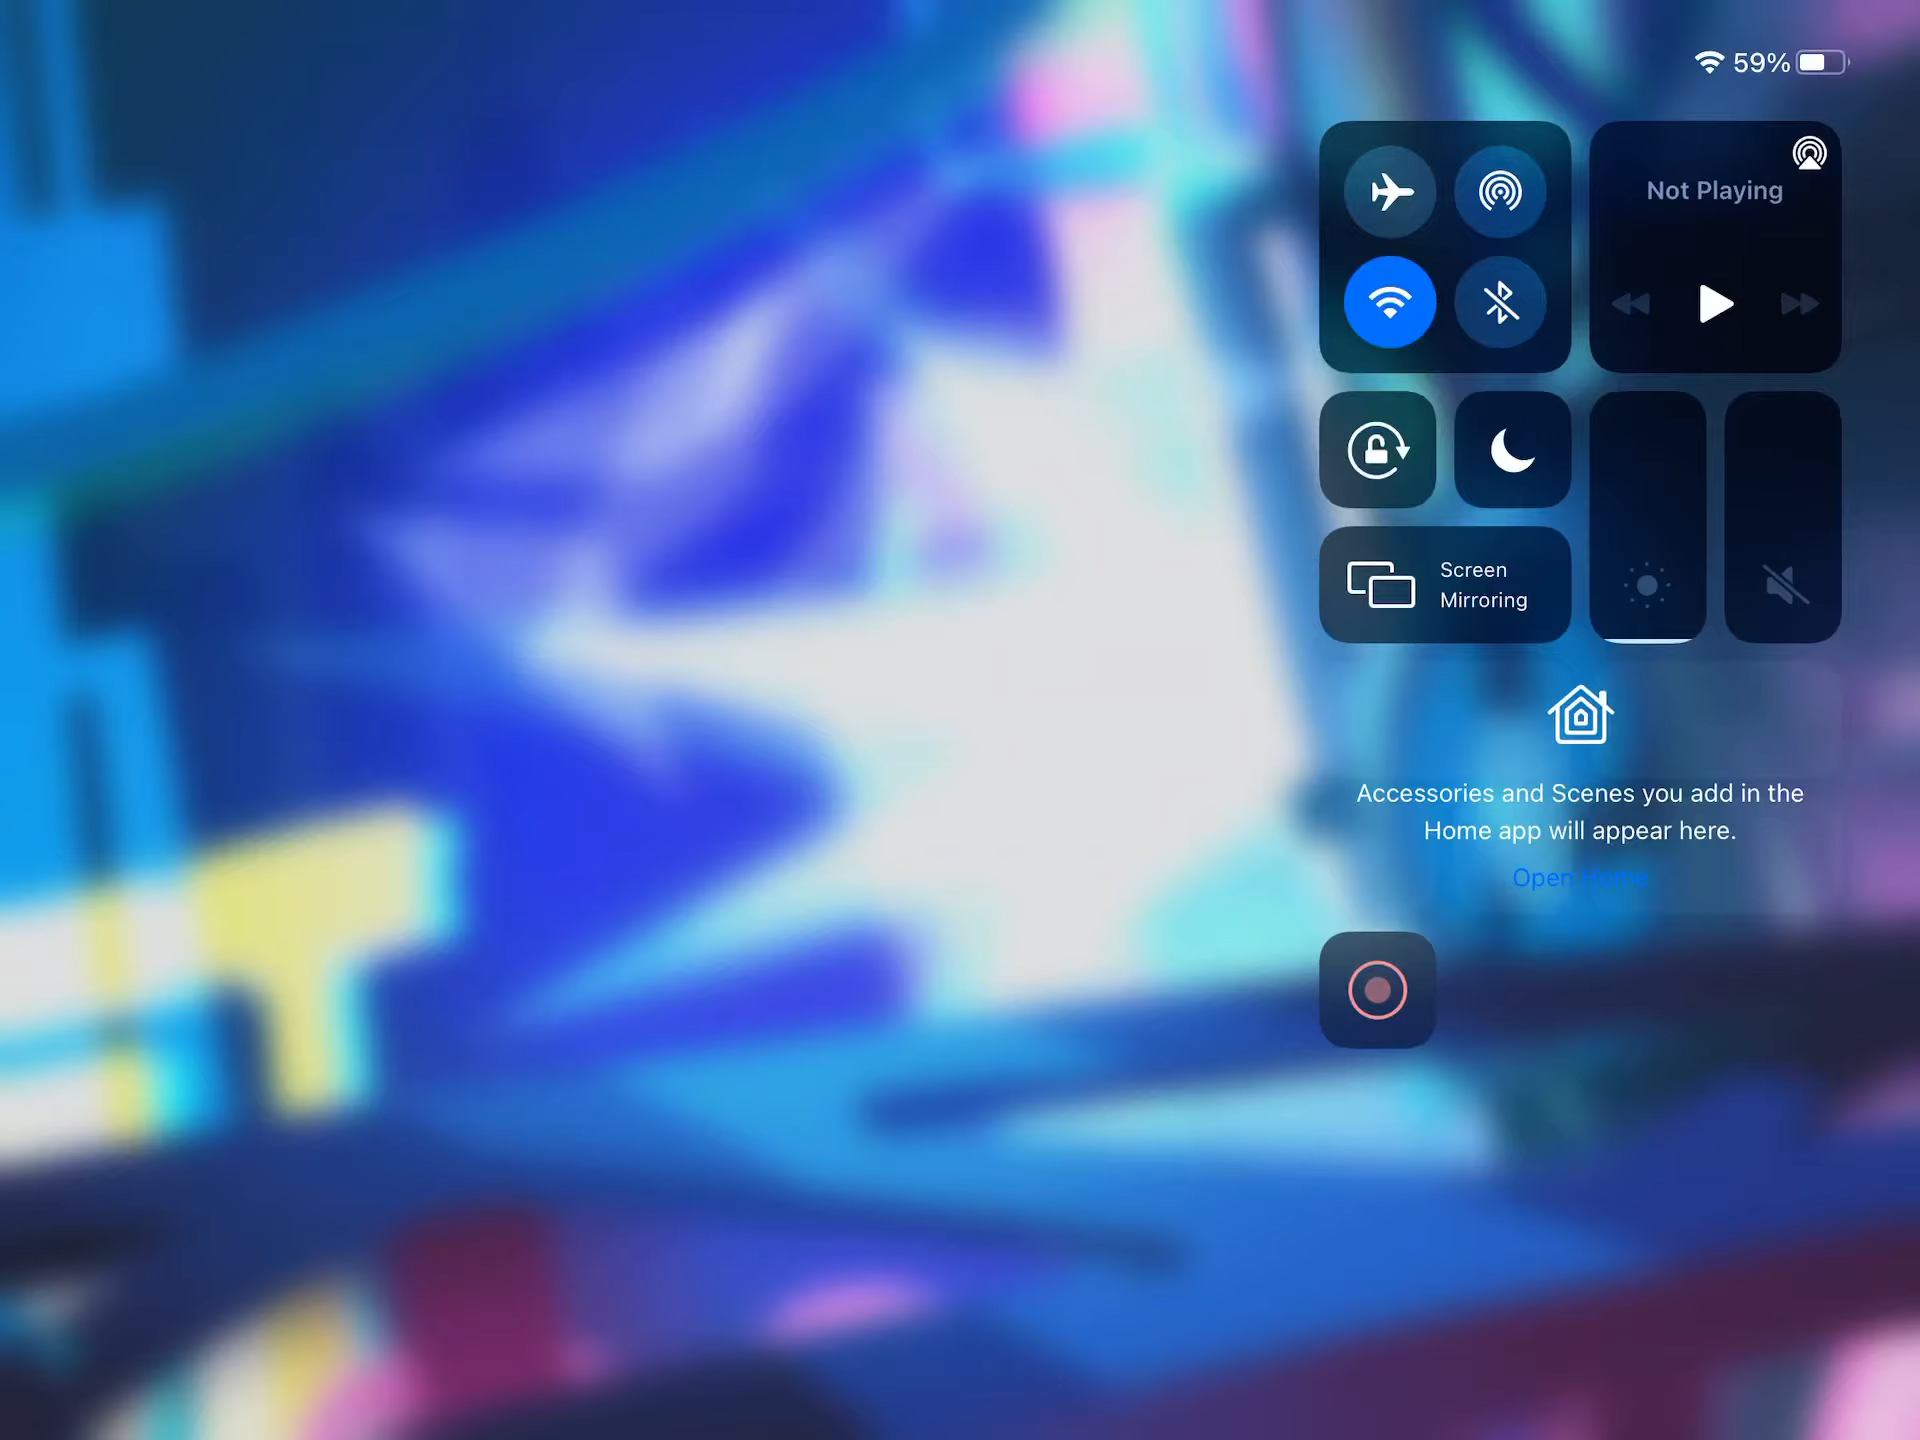 59%
Not Playing
Screen
Mirroring
Accessories and Scenes you add in the
Home app will appear here.
Open Home